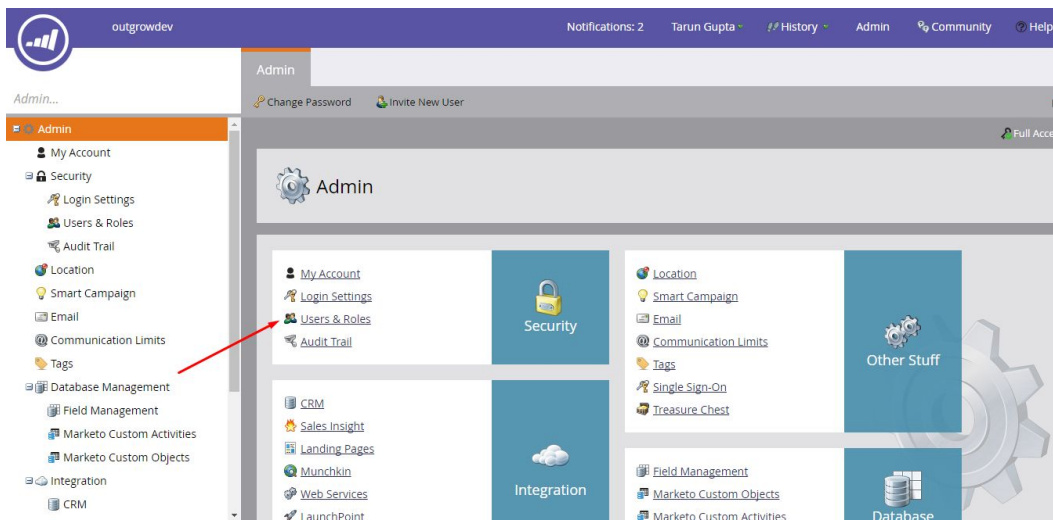 outgrowdev
Notifications: 2 Tarun Gupta History Admin Community Help
Admin...
Admin
Change Password Invite New User
Admin
My Account
Security
Login Settings
Users & Roles
Audit Trail
Location
Smart Campaign
Email
Communication Limits
Tags
Database Management
Field Management
Marketo Custom Activities
Marketo Custom Objects
Integration
CRM
Full Acce
Admin
My Account
Login Settings
Users & Roles
Audit Trail
Security
Location
Smart Campaign
Email
Communication Limits
Tags
Single Sign-On
Treasure Chest
Other Stuff
CRM
Sales Insight
Landing Pages
Munchkin
Web Services
LaunchPoint
Integration
Field Management
Marketo Custom Objects
Marketo Custom Activities
Database